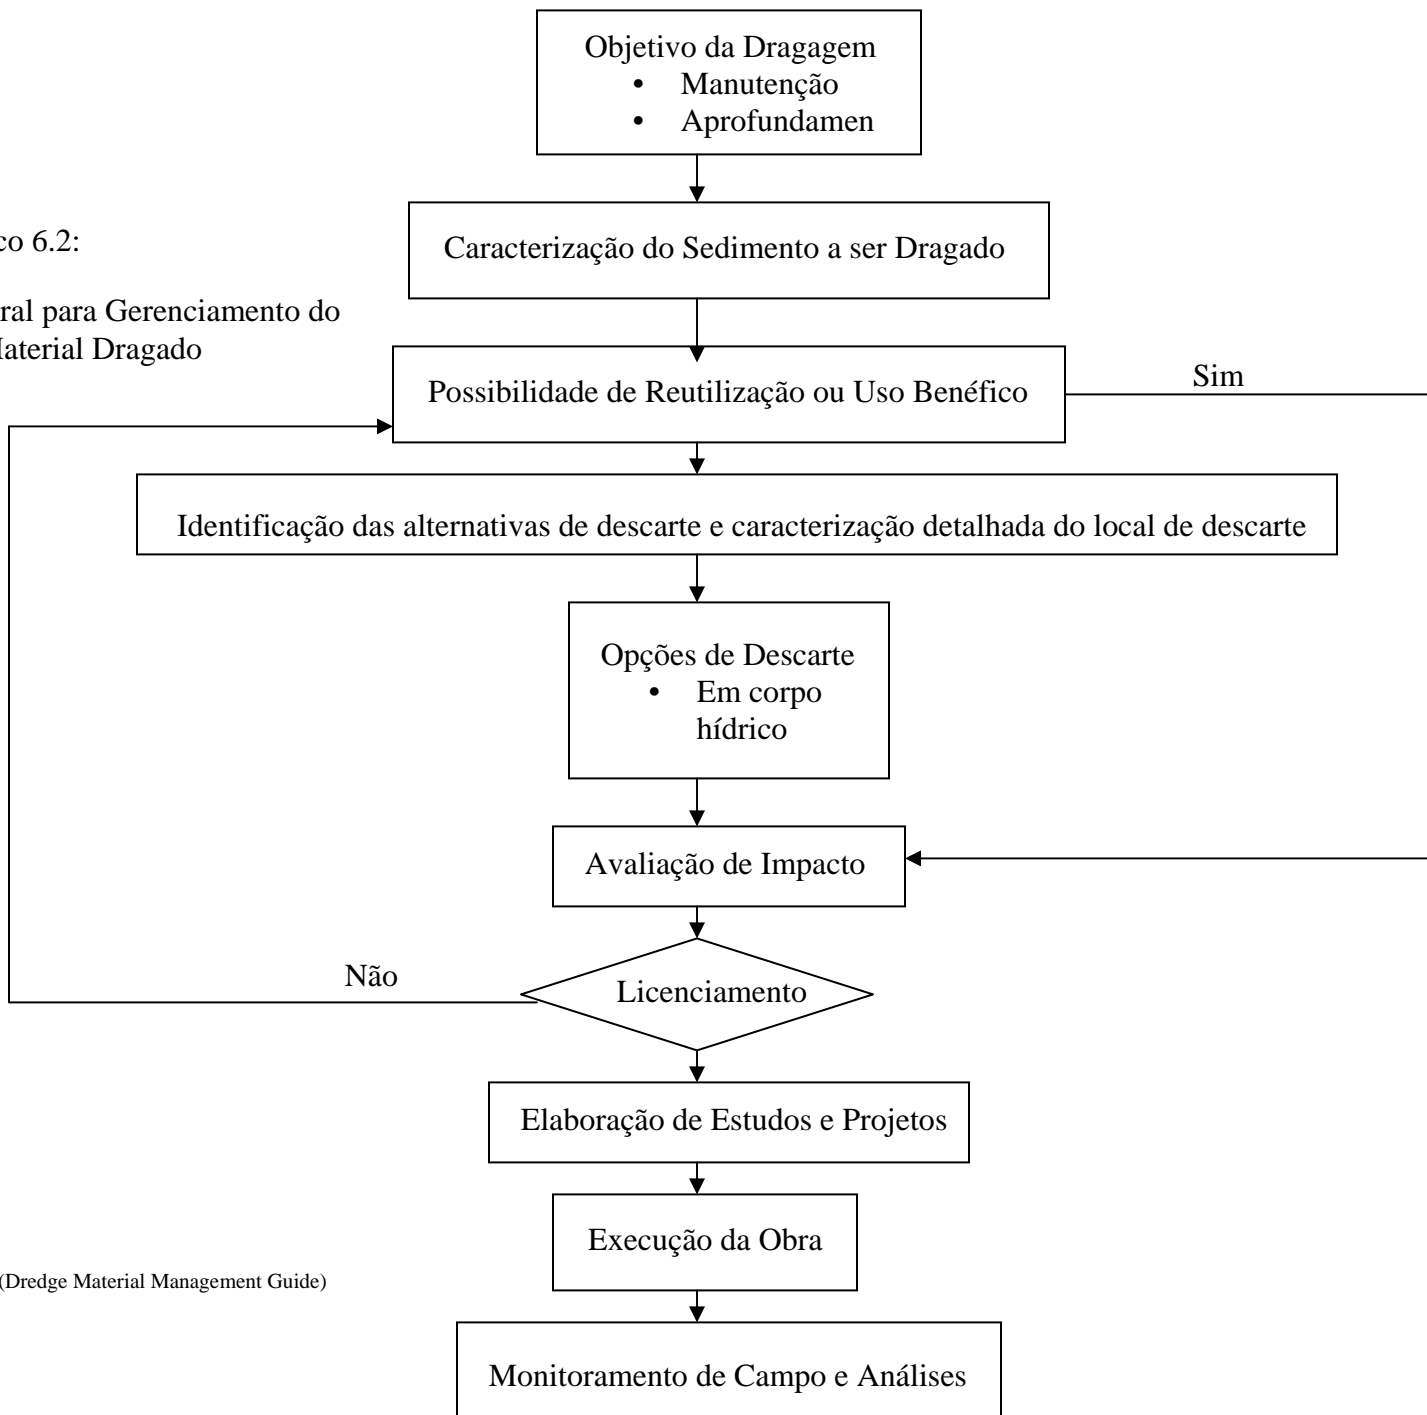 Objetivo da Dragagem
• Manutenção
• Aprofundamen
co 6.2:
Caracterização do Sedimento a ser Dragado
ral para Gerenciamento do
Material Dragado
Possibilidade de Reutilização ou Uso Benéfico
Sim
Identificação das alternativas de descarte e caracterização detalhada do local de descarte
Opções de Descarte
• Em corpo
hídrico
Avaliação de Impacto
Não
Licenciamento
Elaboração de Estudos e Projetos
Execução da Obra
(Dredge Material Management Guide)
Monitoramento de Campo e Análises